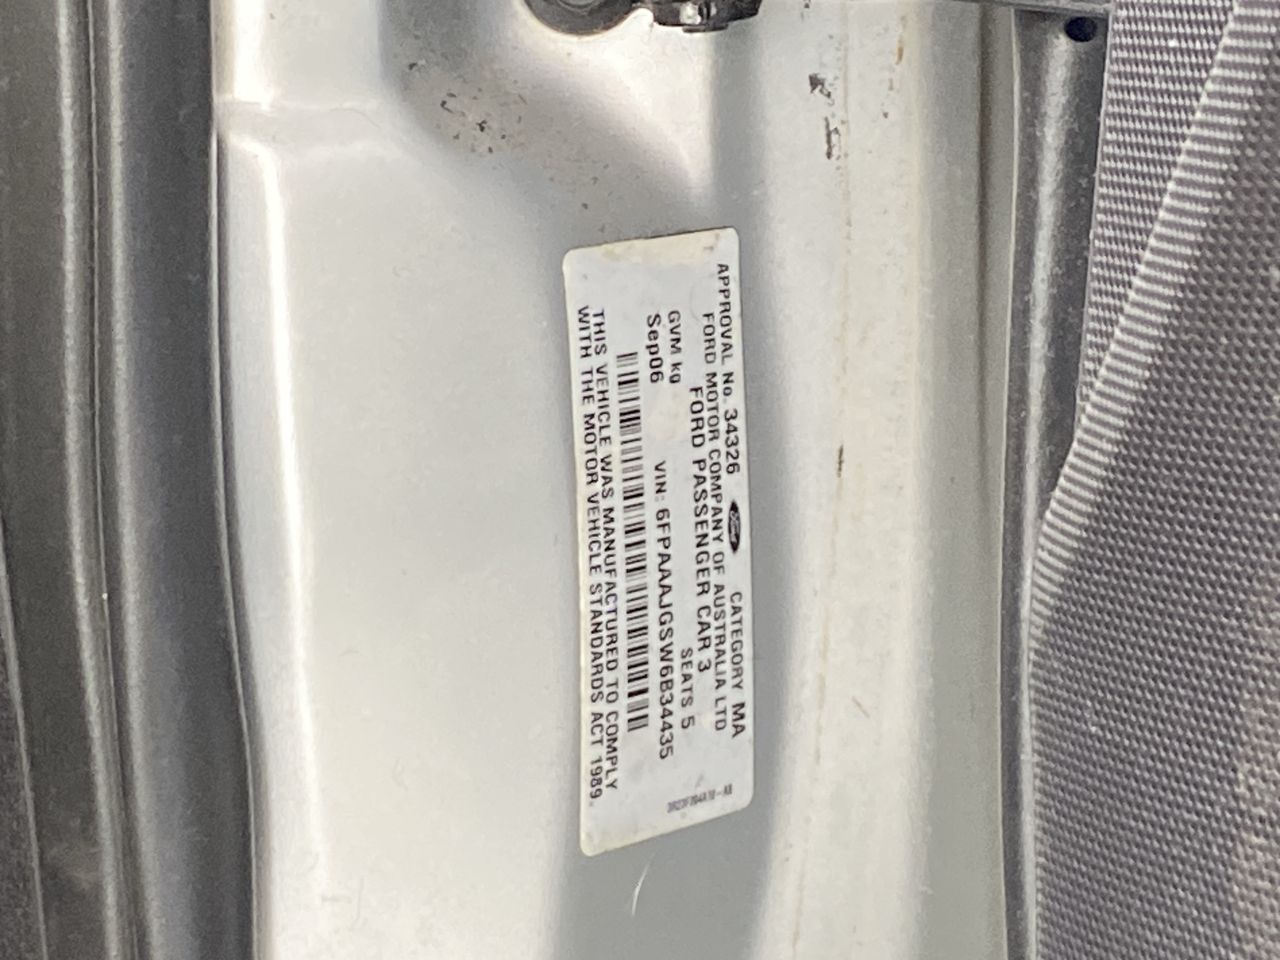 APPROVAL No. 34326 Ford CATEGORY MA
FORD MOTOR COMPANY OF AUSTRALIA LTD
FORD PASSENGER CAR 3
GVM kg SEATS 5
Sep06 VIN: 6FPAAAJGSW6B34435
THIS VEHICLE WAS MANUFACTURED TO COMPLY
WITH THE MOTOR VEHICLE STANDARDS ACT 1989.